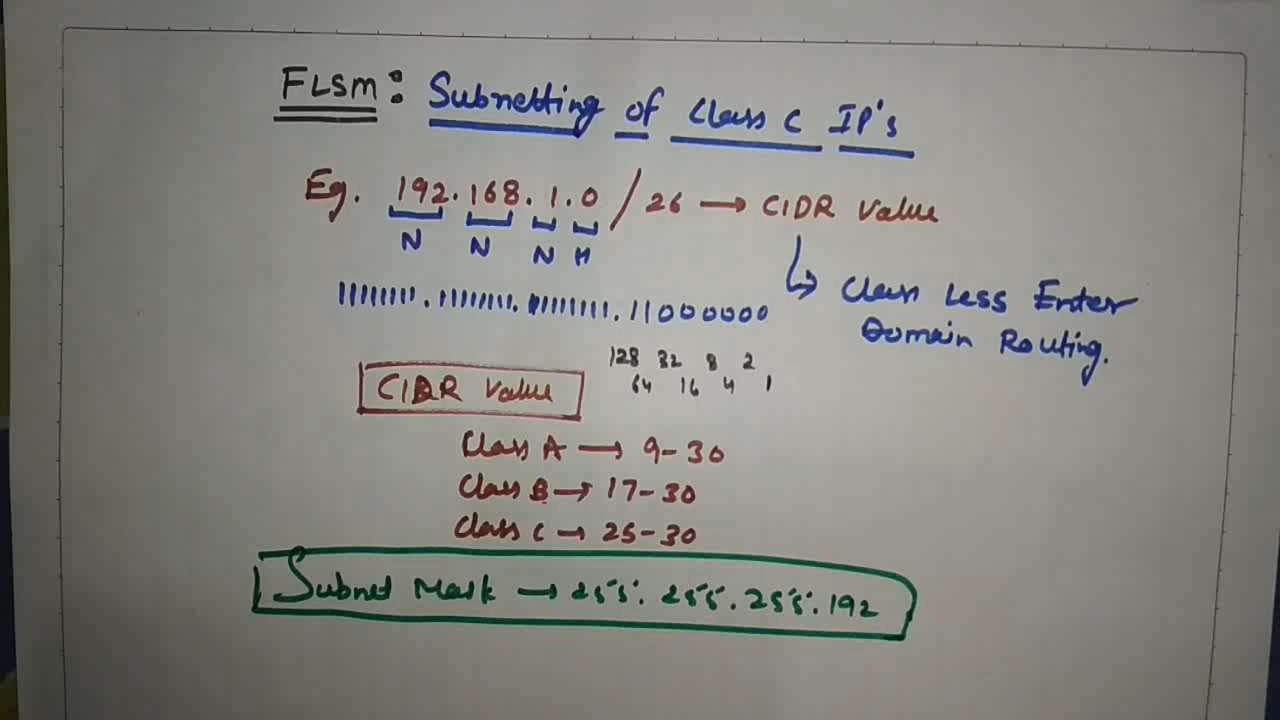 FLSM: Subnetting of Class C IP's
Eg. 192.168.1.0/26 → CIDR Value
N N N H
Class Less Enter
Domain Routing.
11111111.11111111.11111111.11000000
128 64 32 16 8 4 2 1
CIDR Value
Class A → 9-30
Class B → 17-30
Class C → 25-30
Subnet Mask → 255.255.255.192